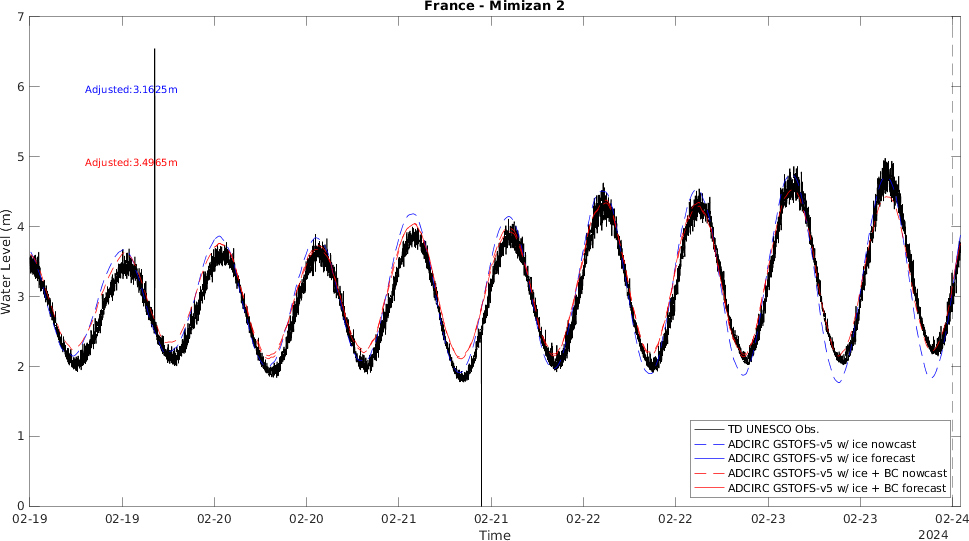 France - Mimizan 2
7
6
5
4
3
2
1
0
Water Level (m)
Adjusted:3.1625m
Adjusted:3.4965m
TD UNESCO Obs.
ADCIRC GSTOFS-v5 w/ ice nowcast
ADCIRC GSTOFS-v5 w/ ice forecast
ADCIRC GSTOFS-v5 w/ ice + BC nowcast
ADCIRC GSTOFS-v5 w/ ice + BC forecast
02-19 02-19 02-20 02-20 02-21 02-21 02-22 02-22 02-23 02-23 02-24
Time
2024